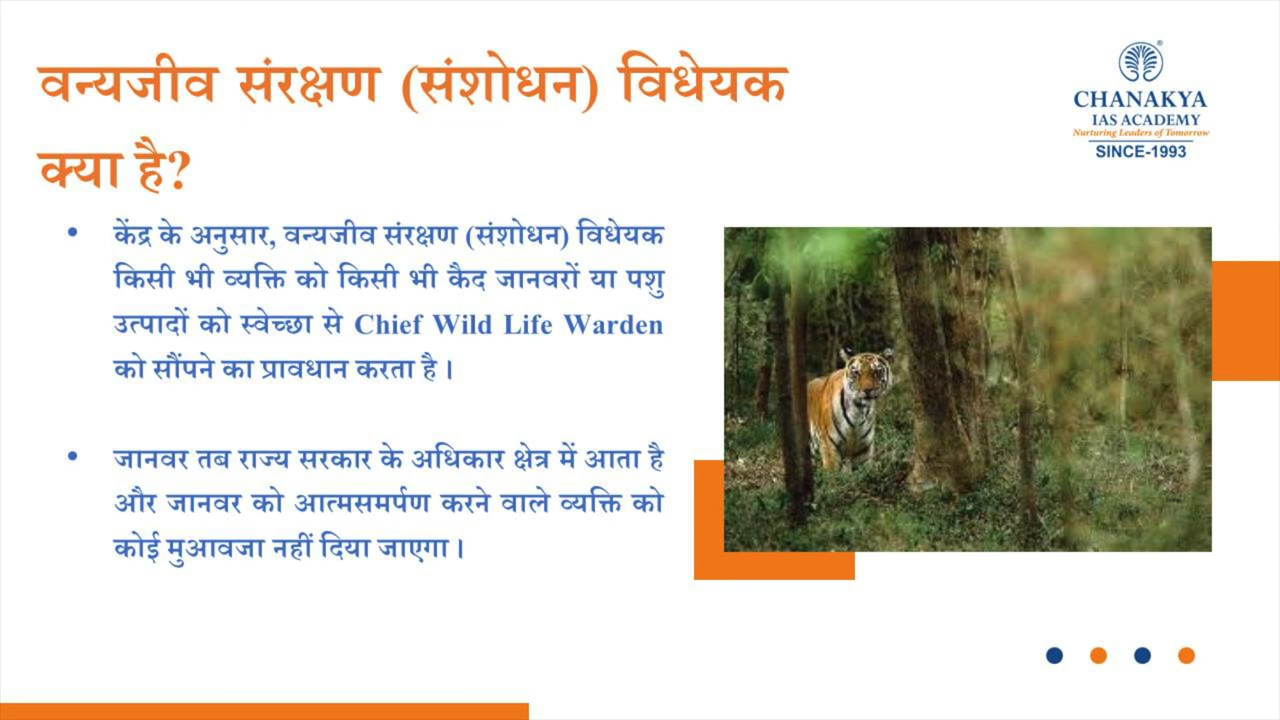 वन्यजीव संरक्षण (संशोधन) विधेयक
क्या है?
CHANAKYA
IAS ACADEMY
Nurturing Leaders of Tomorrow
SINCE-1993
• केंद्र के अनुसार, वन्यजीव संरक्षण (संशोधन) विधेयक
किसी भी व्यक्ति को किसी भी कैद जानवरों या पशु
उत्पादों को स्वेच्छा से Chief Wild Life Warden
को सौंपने का प्रावधान करता है ।
• जानवर तब राज्य सरकार के अधिकार क्षेत्र में आता है
और जानवर को आत्मसमर्पण करने वाले व्यक्ति को
कोई मुआवजा नहीं दिया जाएगा ।